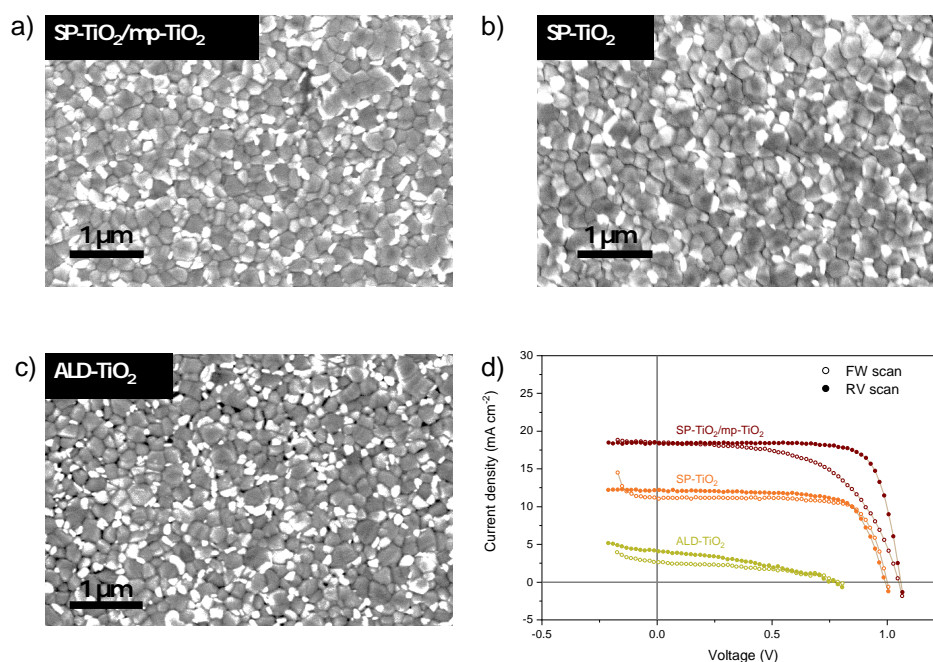 a) SP-TiO₂/mp-TiO₂
1 µm
b) SP-TiO₂
1 µm
c) ALD-TiO₂
1 µm
d)
30
25
20
15
10
5
0
-5
Current density (mA cm⁻²)
FW scan
RV scan
SP-TiO₂/mp-TiO₂
SP-TiO₂
ALD-TiO₂
-0.5 0.0 0.5 1.0
Voltage (V)